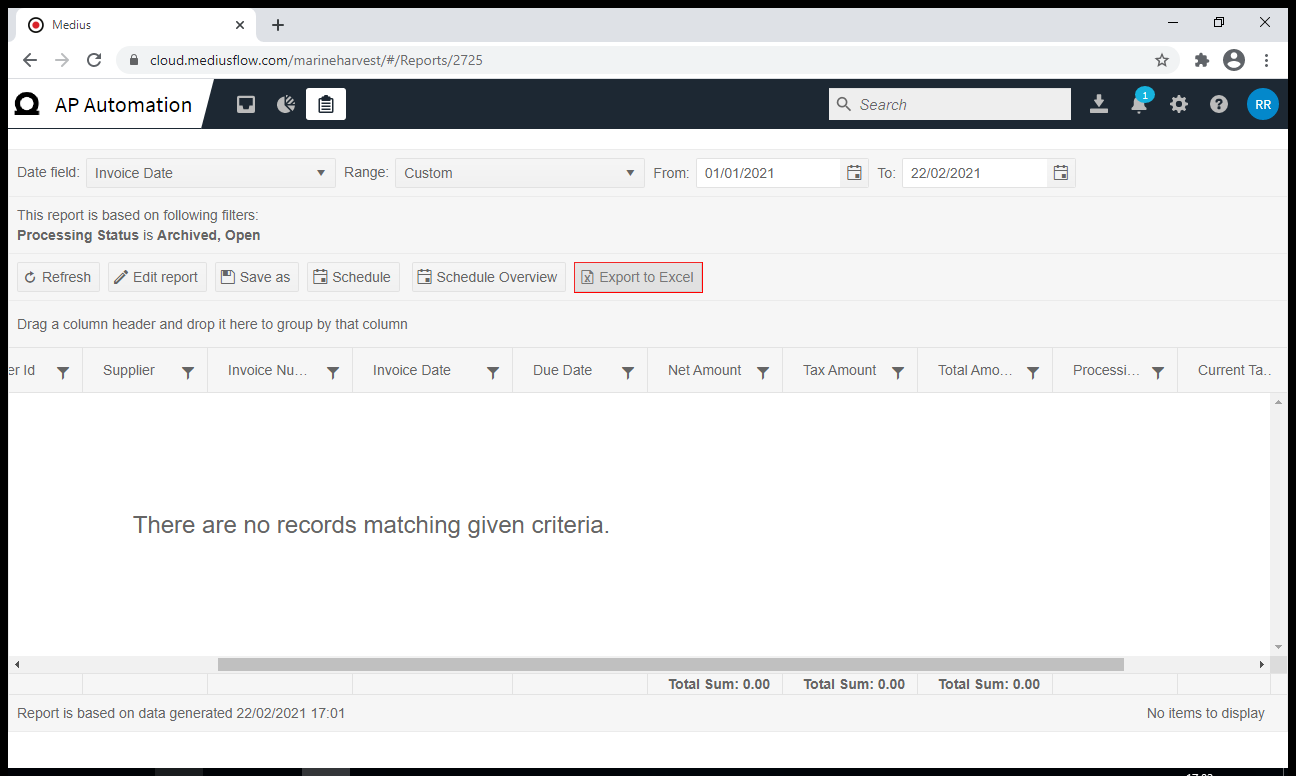 Medius
cloud.mediusflow.com/marineharvest/#/Reports/2725
AP Automation
Search
1
RR
Date field: Invoice Date Range: Custom From: 01/01/2021 To: 22/02/2021
This report is based on following filters:
Processing Status is Archived, Open
Refresh Edit report Save as Schedule Schedule Overview Export to Excel
Drag a column header and drop it here to group by that column
er Id Supplier Invoice Nu... Invoice Date Due Date Net Amount Tax Amount Total Amo... Processi... Current Ta..
There are no records matching given criteria.
Total Sum: 0.00 Total Sum: 0.00 Total Sum: 0.00
Report is based on data generated 22/02/2021 17:01 No items to display